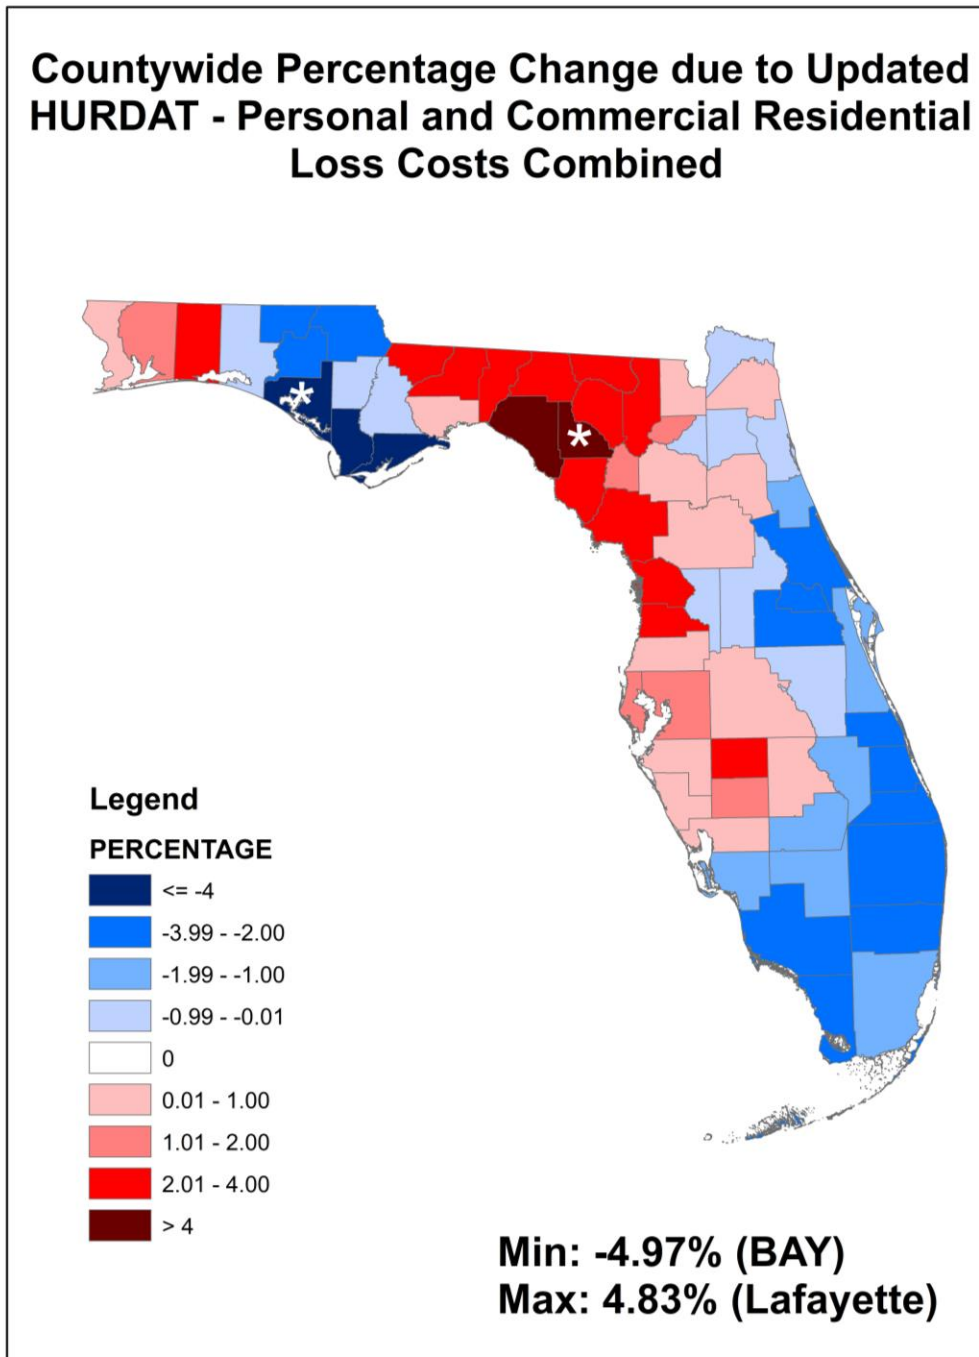 Countywide Percentage Change due to Updated
HURDAT - Personal and Commercial Residential
Loss Costs Combined
*
*
Legend
PERCENTAGE
<= -4
-3.99 - -2.00
-1.99 - -1.00
-0.99 - -0.01
0
0.01 - 1.00
1.01 - 2.00
2.01 - 4.00
> 4
Min: -4.97% (BAY)
Max: 4.83% (Lafayette)